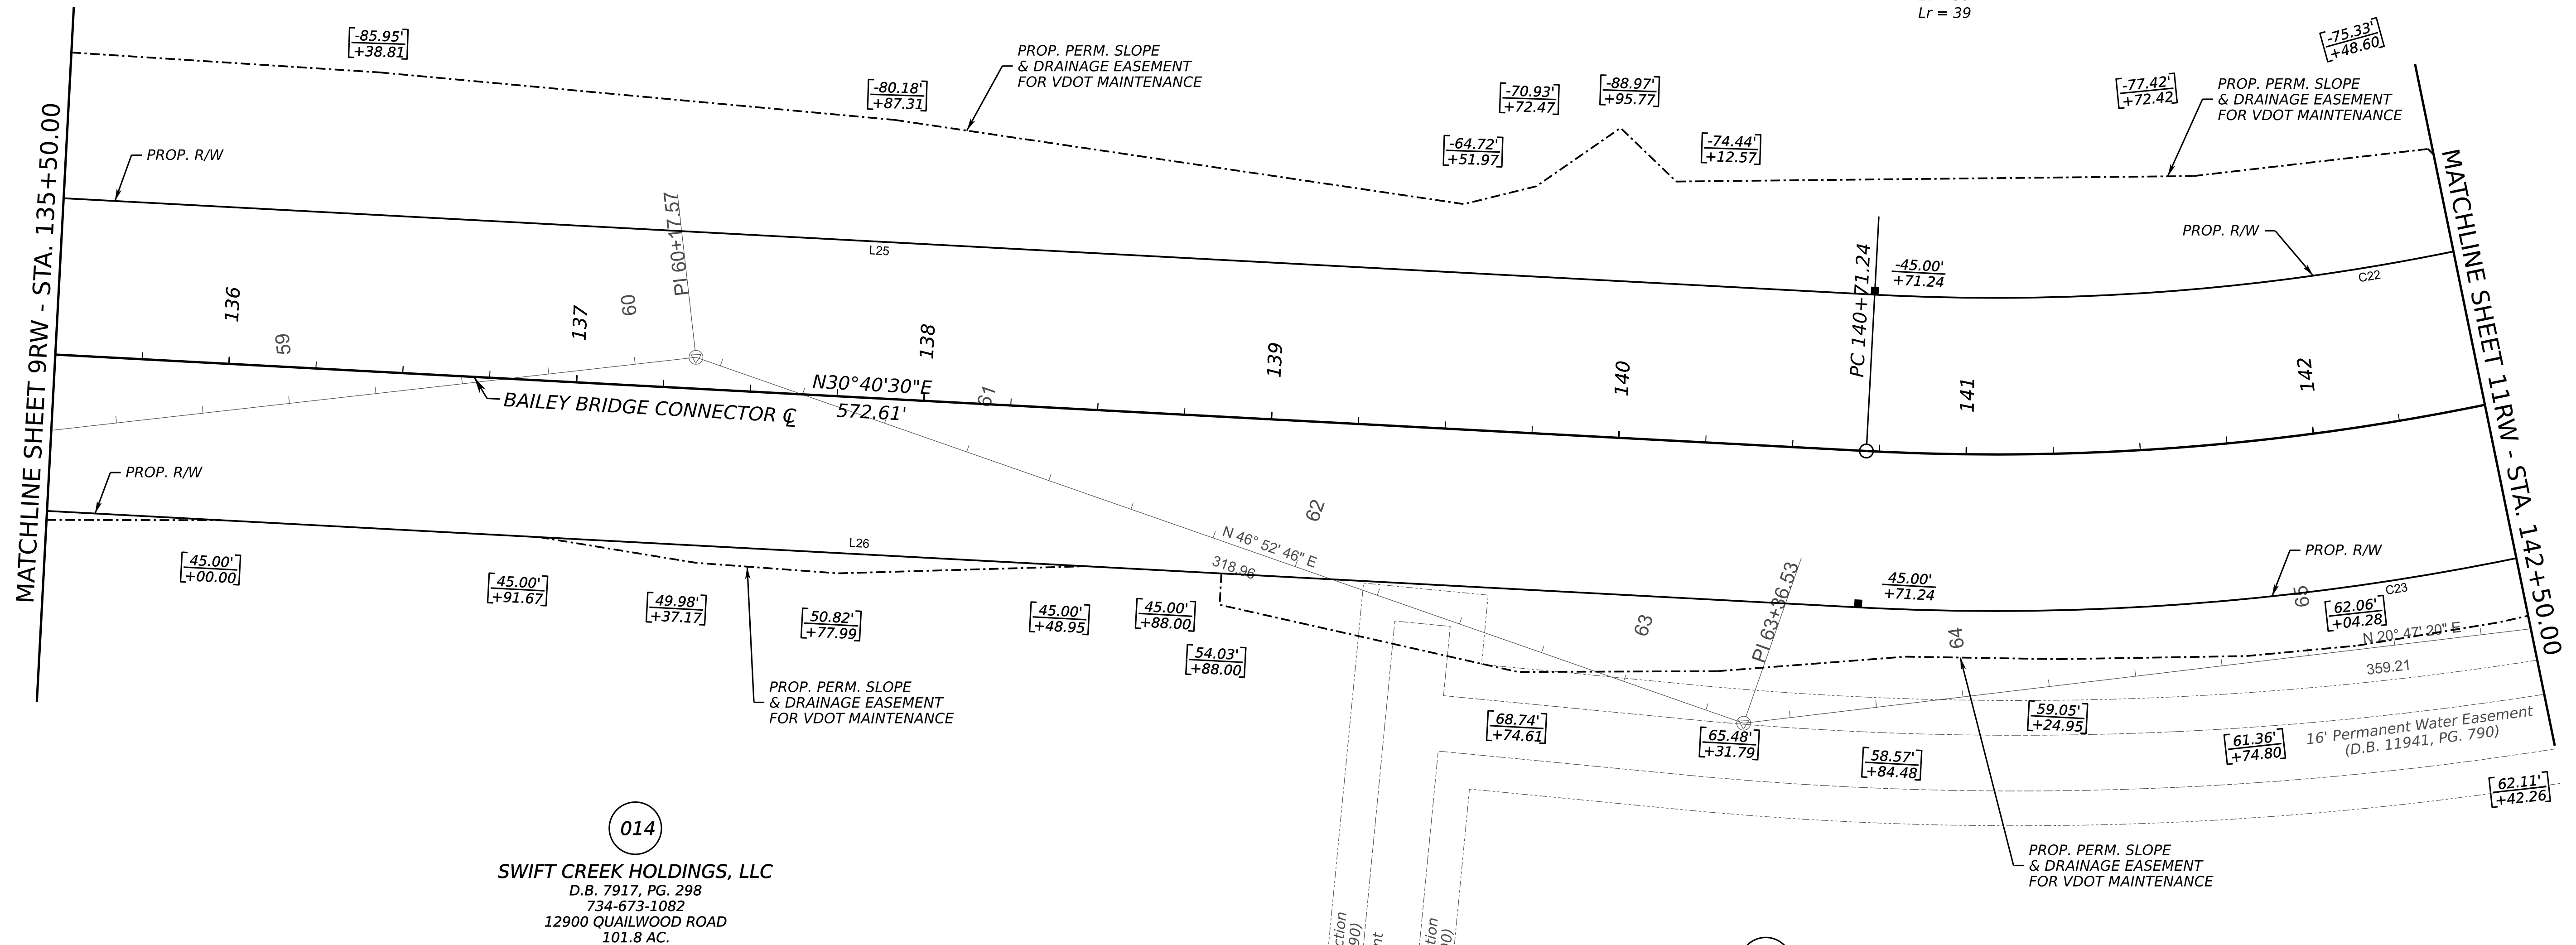 Lr = 39
-85.95'
+38.81
PROP. PERM. SLOPE
& DRAINAGE EASEMENT
FOR VDOT MAINTENANCE
-80.18'
+87.31
-70.93'
+72.47
-88.97'
+95.77
-64.72'
+51.97
-74.44'
+12.57
-77.42'
+72.42
-75.33'
+48.60
PROP. PERM. SLOPE
& DRAINAGE EASEMENT
FOR VDOT MAINTENANCE
MATCHLINE SHEET 9RW - STA. 135+50.00
PROP. R/W
L25
PI 60+17.57
PC 140+71.24
-45.00'
+71.24
PROP. R/W
C22
MATCHLINE SHEET 11RW - STA. 142+50.00
136
59
137
60
138
61
139
140
141
142
N30°40'30"E
572.61'
BAILEY BRIDGE CONNECTOR ℄
PROP. R/W
L26
62
N 46° 52' 46" E
318.96
PI 63+36.53
63
64
65
45.00'
+71.24
PROP. R/W
C23
62.06'
+04.28
N 20° 47' 20" E
359.21
45.00'
+00.00
45.00'
+91.67
49.98'
+37.17
50.82'
+77.99
45.00'
+48.95
45.00'
+88.00
54.03'
+88.00
PROP. PERM. SLOPE
& DRAINAGE EASEMENT
FOR VDOT MAINTENANCE
68.74'
+74.61
65.48'
+31.79
58.57'
+84.48
59.05'
+24.95
61.36'
+74.80
16' Permanent Water Easement
(D.B. 11941, PG. 790)
62.11'
+42.26
PROP. PERM. SLOPE
& DRAINAGE EASEMENT
FOR VDOT MAINTENANCE
014
SWIFT CREEK HOLDINGS, LLC
D.B. 7917, PG. 298
734-673-1082
12900 QUAILWOOD ROAD
101.8 AC.